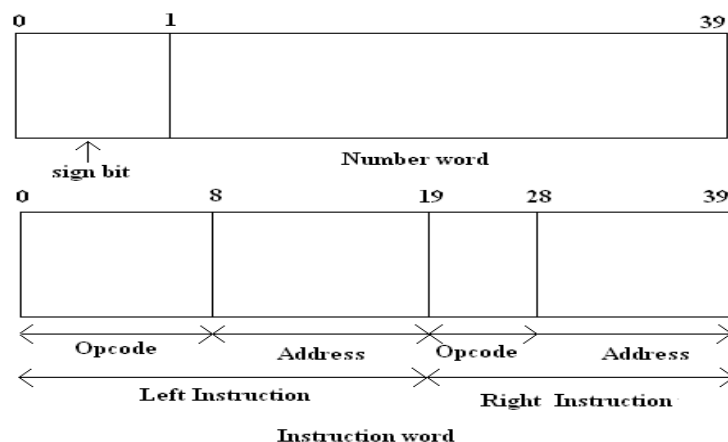 0 1 39
Number word
sign bit
0 8 19 28 39
Opcode Address Opcode Address
Left Instruction Right Instruction
Instruction word